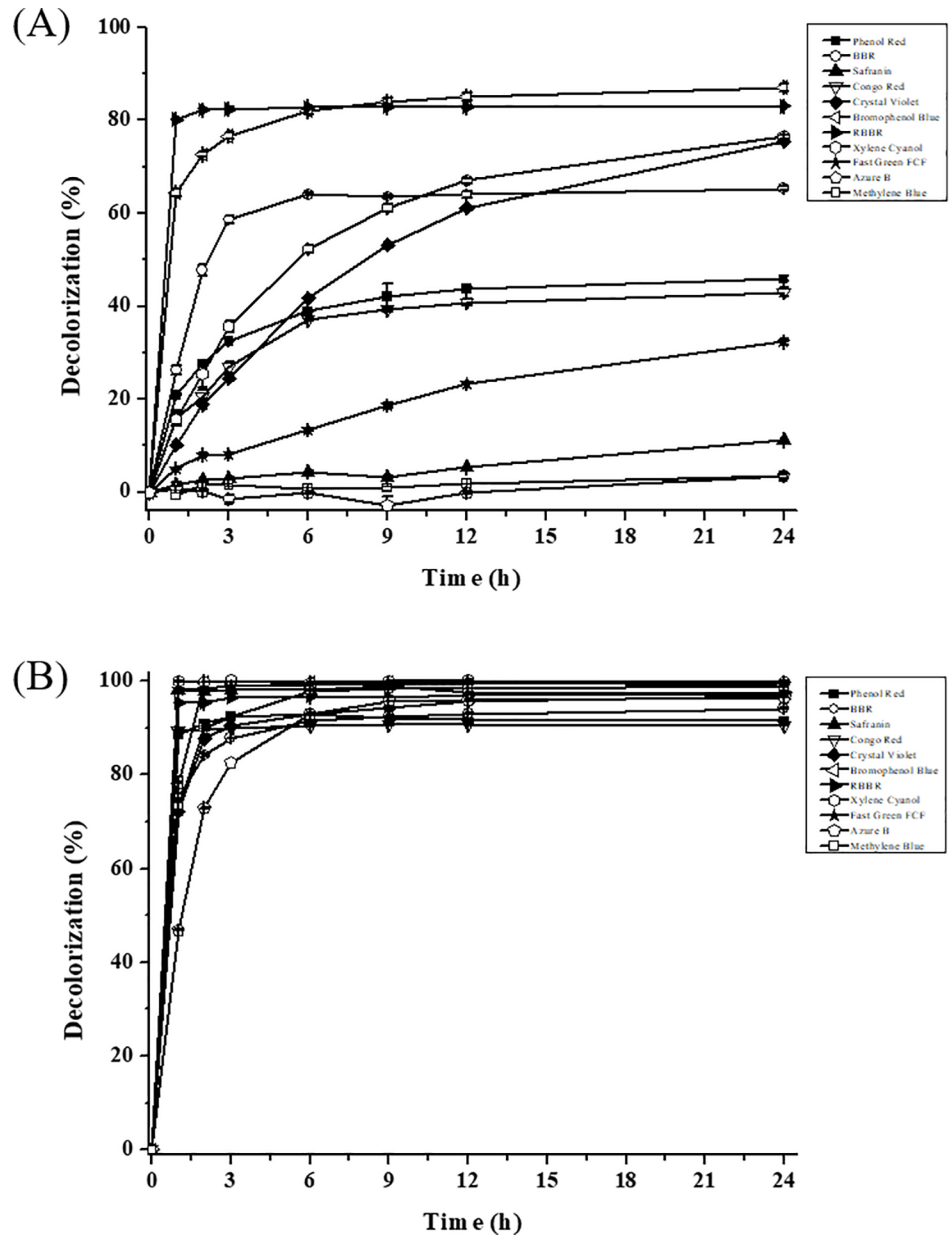 (A)
100
80
60
40
20
0
Decolorization (%)
0 3 6 9 12 15 18 21 24
Time (h)
Phenol Red
BBR
Safranin
Congo Red
Crystal Violet
Bromophenol Blue
RBBR
Xylene Cyanol
Fast Green FCF
Azure B
Methylene Blue
(B)
100
80
60
40
20
0
Decolorization (%)
0 3 6 9 12 15 18 21 24
Time (h)
Phenol Red
BBR
Safranin
Congo Red
Crystal Violet
Bromophenol Blue
RBBR
Xylene Cyanol
Fast Green FCF
Azure B
Methylene Blue